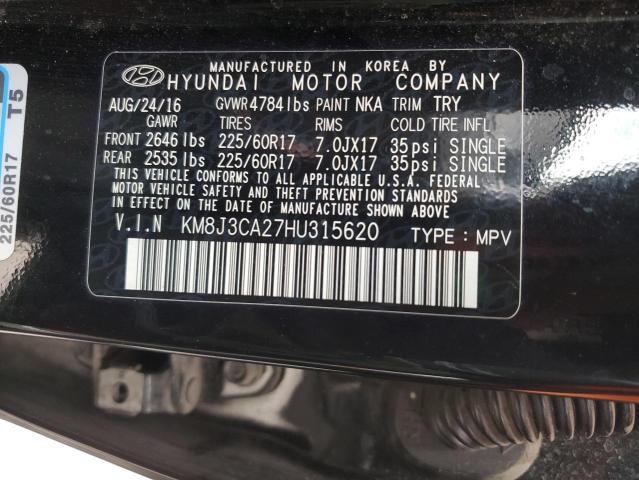 MANUFACTURED IN KOREA BY
HYUNDAI MOTOR COMPANY
AUG/24/16 GVWR4784lbs PAINT NKA TRIM TRY
GAWR TIRES RIMS COLD TIRE INFL
FRONT 2646lbs 225/60R17 7.0JX17 35psi SINGLE
REAR 2535lbs 225/60R17 7.0JX17 35psi SINGLE
THIS VEHICLE CONFORMS TO ALL APPLICABLE U.S.A. FEDERAL
MOTOR VEHICLE SAFETY AND THEFT PREVENTION STANDARDS
IN EFFECT ON THE DATE OF MANUFACTURE SHOWN ABOVE.
V.I.N KM8J3CA27HU315620 TYPE : MPV
225/60R17 T5